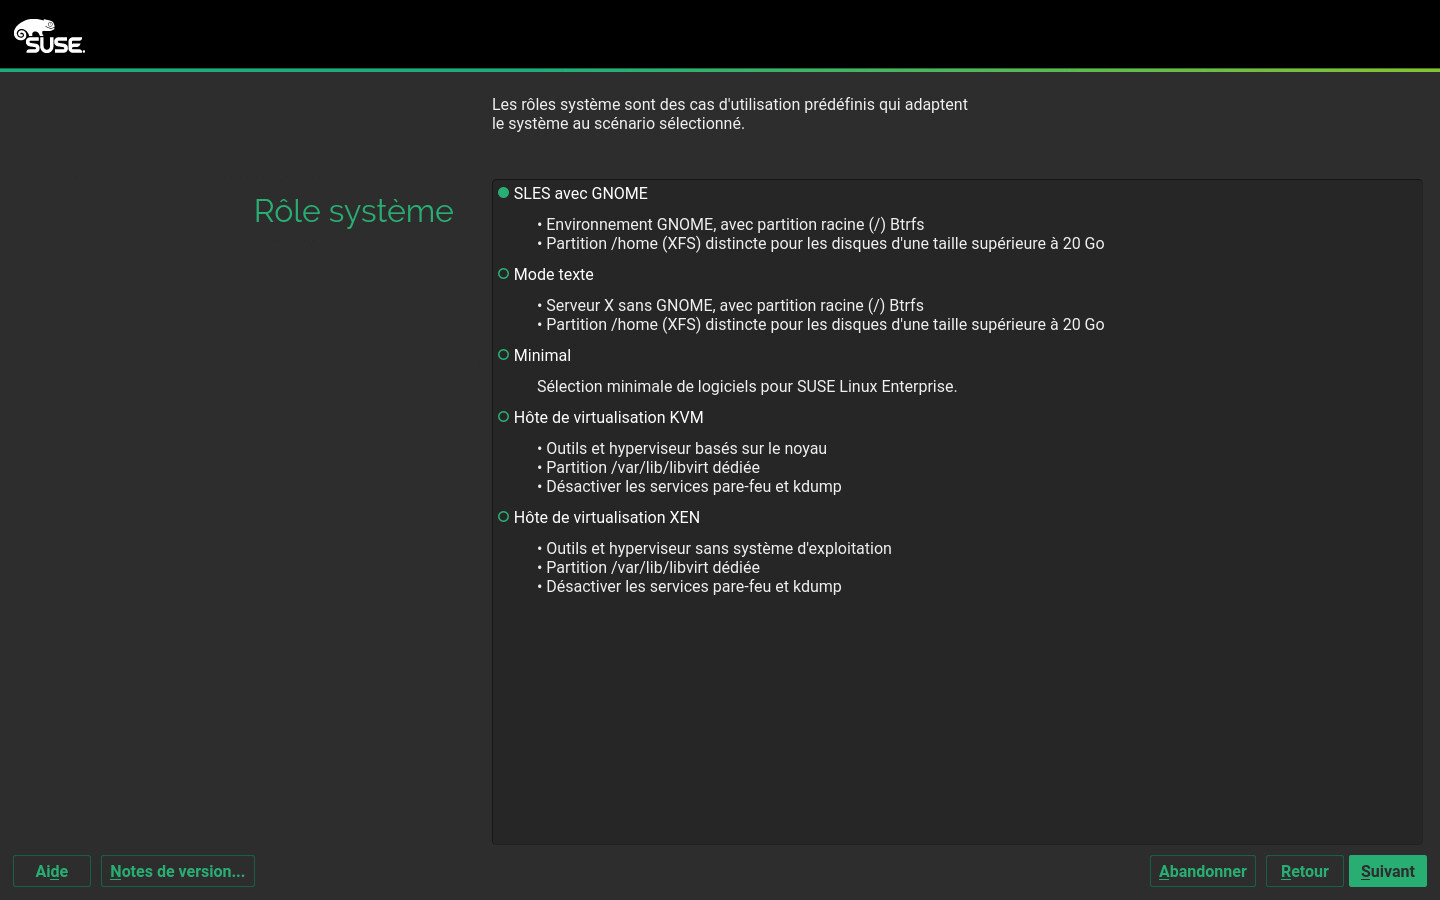 SUSE
Les rôles système sont des cas d'utilisation prédéfinis qui adaptent
le système au scénario sélectionné.
Rôle système
SLES avec GNOME
• Environnement GNOME, avec partition racine (/) Btrfs
• Partition /home (XFS) distincte pour les disques d'une taille supérieure à 20 Go
Mode texte
• Serveur X sans GNOME, avec partition racine (/) Btrfs
• Partition /home (XFS) distincte pour les disques d'une taille supérieure à 20 Go
Minimal
Sélection minimale de logiciels pour SUSE Linux Enterprise.
Hôte de virtualisation KVM
• Outils et hyperviseur basés sur le noyau
• Partition /var/lib/libvirt dédiée
• Désactiver les services pare-feu et kdump
Hôte de virtualisation XEN
• Outils et hyperviseur sans système d'exploitation
• Partition /var/lib/libvirt dédiée
• Désactiver les services pare-feu et kdump
Aide
Notes de version...
Abandonner
Retour
Suivant